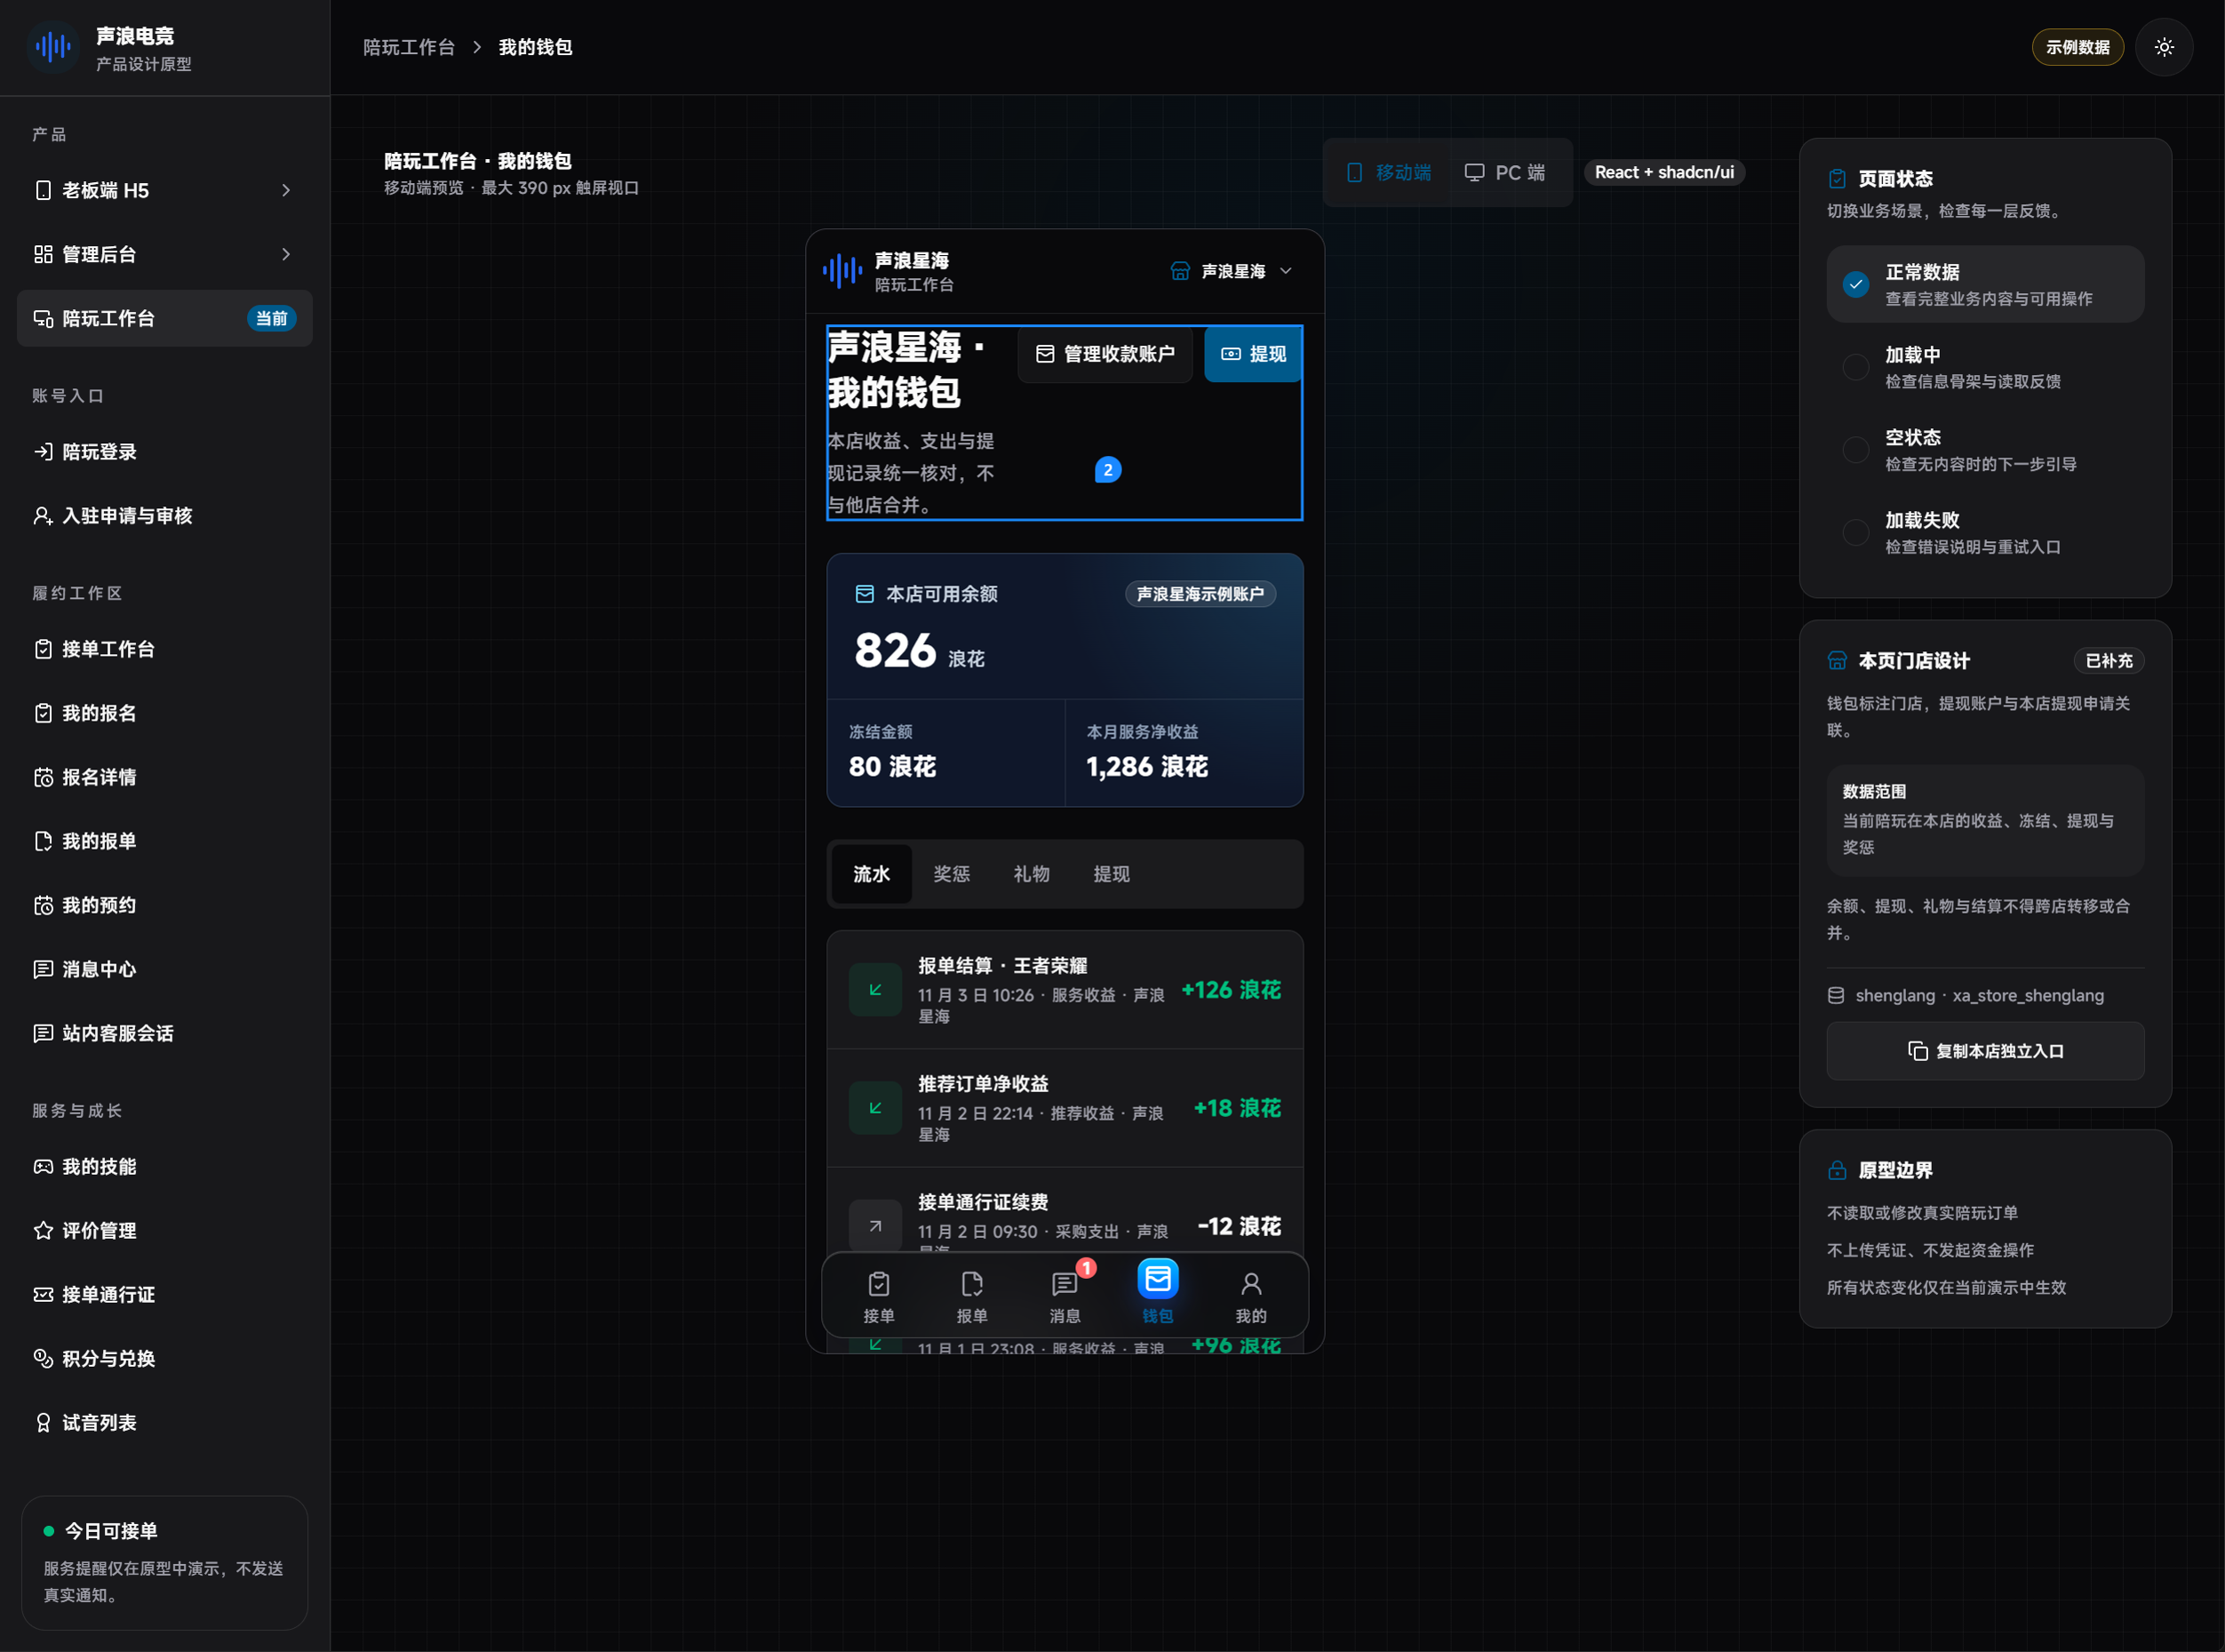 声浪电竞
产品设计原型
产品
老板端 H5
管理后台
陪玩工作台
当前
账号入口
陪玩登录
入驻申请与审核
履约工作区
接单工作台
我的报名
报名详情
我的报单
我的预约
消息中心
站内客服会话
服务与成长
我的技能
评价管理
接单通行证
积分与兑换
试音列表
今日可接单
服务提醒仅在原型中演示，不发送
真实通知。
陪玩工作台
我的钱包
示例数据
陪玩工作台 · 我的钱包
移动端预览 · 最大 390 px 触屏视口
移动端
PC 端
React + shadcn/ui
声浪星海
陪玩工作台
声浪星海
声浪星海 ·
我的钱包
管理收款账户
提现
本店收益、支出与提
现记录统一核对，不
与他店合并。
2
本店可用余额
声浪星海示例账户
826 浪花
冻结金额
80 浪花
本月服务净收益
1,286 浪花
流水
奖惩
礼物
提现
报单结算 · 王者荣耀
11 月 3 日 10:26 · 服务收益 · 声浪
星海
+126 浪花
推荐订单净收益
11 月 2 日 22:14 · 推荐收益 · 声浪
星海
+18 浪花
接单通行证续费
11 月 2 日 09:30 · 采购支出 · 声浪
星海
-12 浪花
接单
报单
1
消息
钱包
我的
11 月 1 日 23:08 · 服务收益 · 声浪
+96 浪花
页面状态
切换业务场景，检查每一层反馈。
正常数据
查看完整业务内容与可用操作
加载中
检查信息骨架与读取反馈
空状态
检查无内容时的下一步引导
加载失败
检查错误说明与重试入口
本页门店设计
已补充
钱包标注门店，提现账户与本店提现申请关
联。
数据范围
当前陪玩在本店的收益、冻结、提现与
奖惩
余额、提现、礼物与结算不得跨店转移或合
并。
shenglang · xa_store_shenglang
复制本店独立入口
原型边界
不读取或修改真实陪玩订单
不上传凭证、不发起资金操作
所有状态变化仅在当前演示中生效